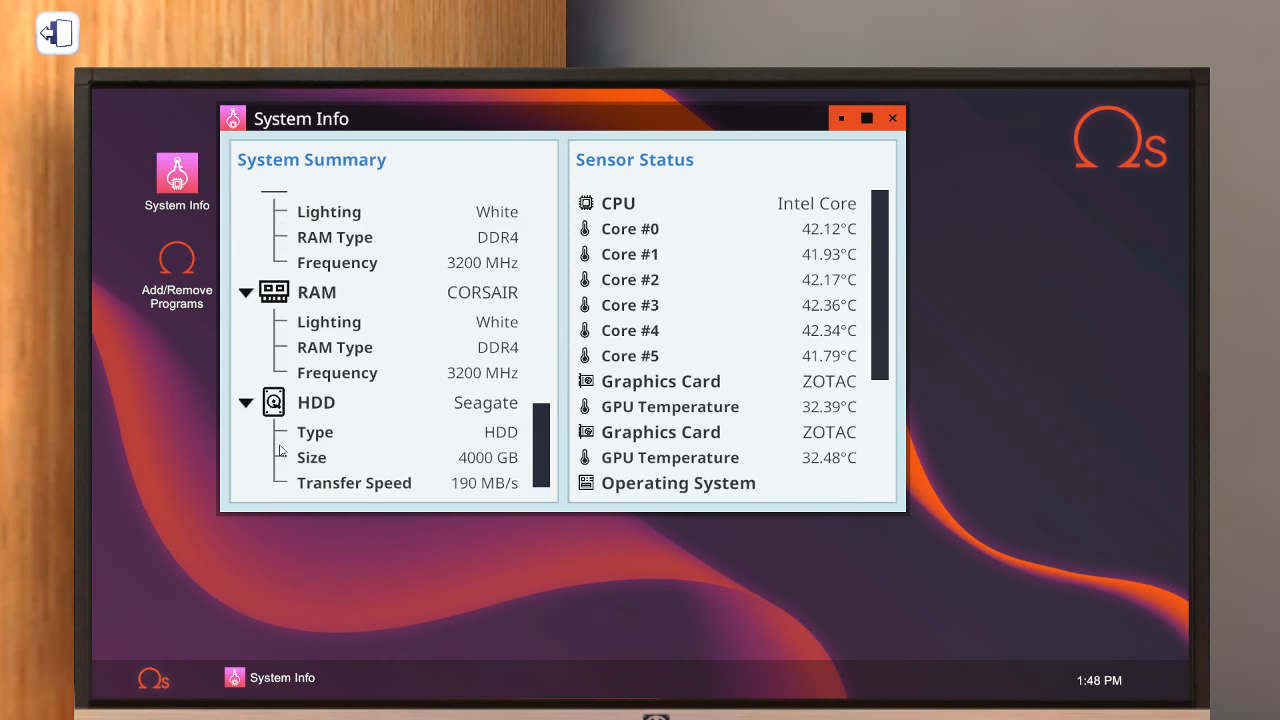 System Info
System Summary
Lighting White
RAM Type DDR4
Frequency 3200 MHz
RAM CORSAIR
Lighting White
RAM Type DDR4
Frequency 3200 MHz
HDD Seagate
Type HDD
Size 4000 GB
Transfer Speed 190 MB/s
Sensor Status
CPU Intel Core
Core #0 42.12°C
Core #1 41.93°C
Core #2 42.17°C
Core #3 42.36°C
Core #4 42.34°C
Core #5 41.79°C
Graphics Card ZOTAC
GPU Temperature 32.39°C
Graphics Card ZOTAC
GPU Temperature 32.48°C
Operating System
System Info
Add/Remove
Programs
Ωs
Ωs
System Info
1:48 PM